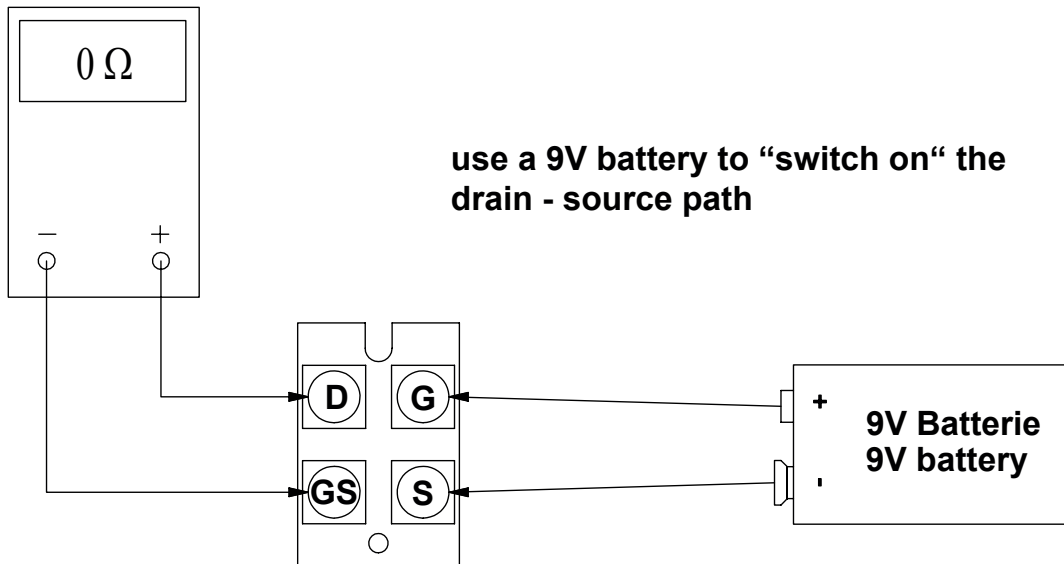 0 Ω
use a 9V battery to “switch on“ the
drain - source path
− +
D G
GS S
+
9V Batterie
9V battery
-